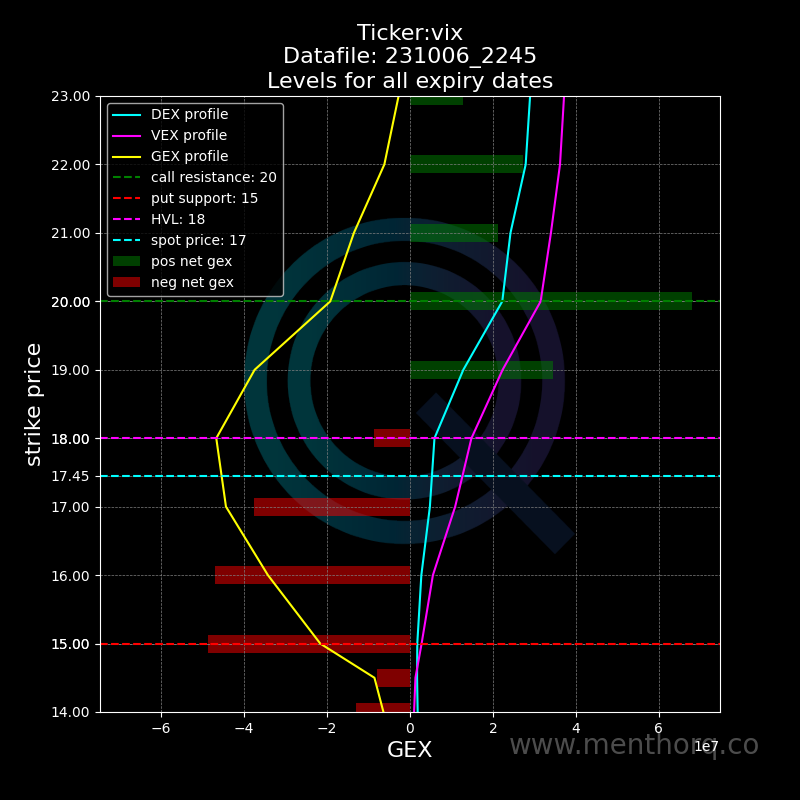 Ticker:vix
Datafile: 231006_2245
Levels for all expiry dates
23.00
22.00
21.00
20.00
19.00
18.00
17.45
17.00
16.00
15.00
14.00
strike price
DEX profile
VEX profile
GEX profile
call resistance: 20
put support: 15
HVL: 18
spot price: 17
pos net gex
neg net gex
−6 −4 −2 0 2 4 6
1e7
GEX
www.menthorq.co